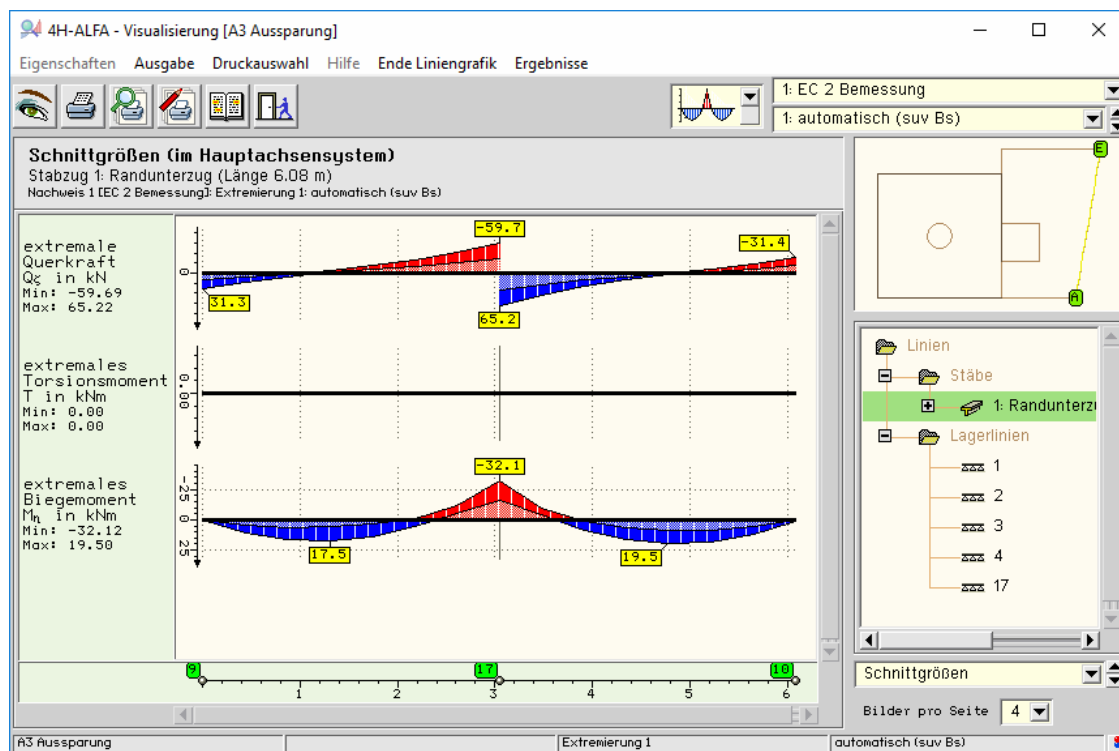 4H-ALFA - Visualisierung [A3 Aussparung]
Eigenschaften Ausgabe Druckauswahl Hilfe Ende Liniengrafik Ergebnisse
1: EC 2 Bemessung
1: automatisch (suv Bs)
Schnittgrößen (im Hauptachsensystem)
Stabzug 1: Randunterzug (Länge 6.08 m)
Nachweis 1 [EC 2 Bemessung]: Extremierung 1: automatisch (suv Bs)
extremale
Querkraft
Qζ in kN
Min: -59.69
Max: 65.22
0
31.3
-59.7
65.2
-31.4
extremales
Torsionsmoment
T in kNm
Min: 0.00
Max: 0.00
0.00
extremales
Biegemoment
Mη in kNm
Min: -32.12
Max: 19.50
-25
0
25
17.5
-32.1
19.5
9 17 10
1 2 3 4 5 6
E
A
Linien
Stäbe
1: Randunterzu
Lagerlinien
1
2
3
4
17
Schnittgrößen
Bilder pro Seite 4
A3 Aussparung Extremierung 1 automatisch (suv Bs)